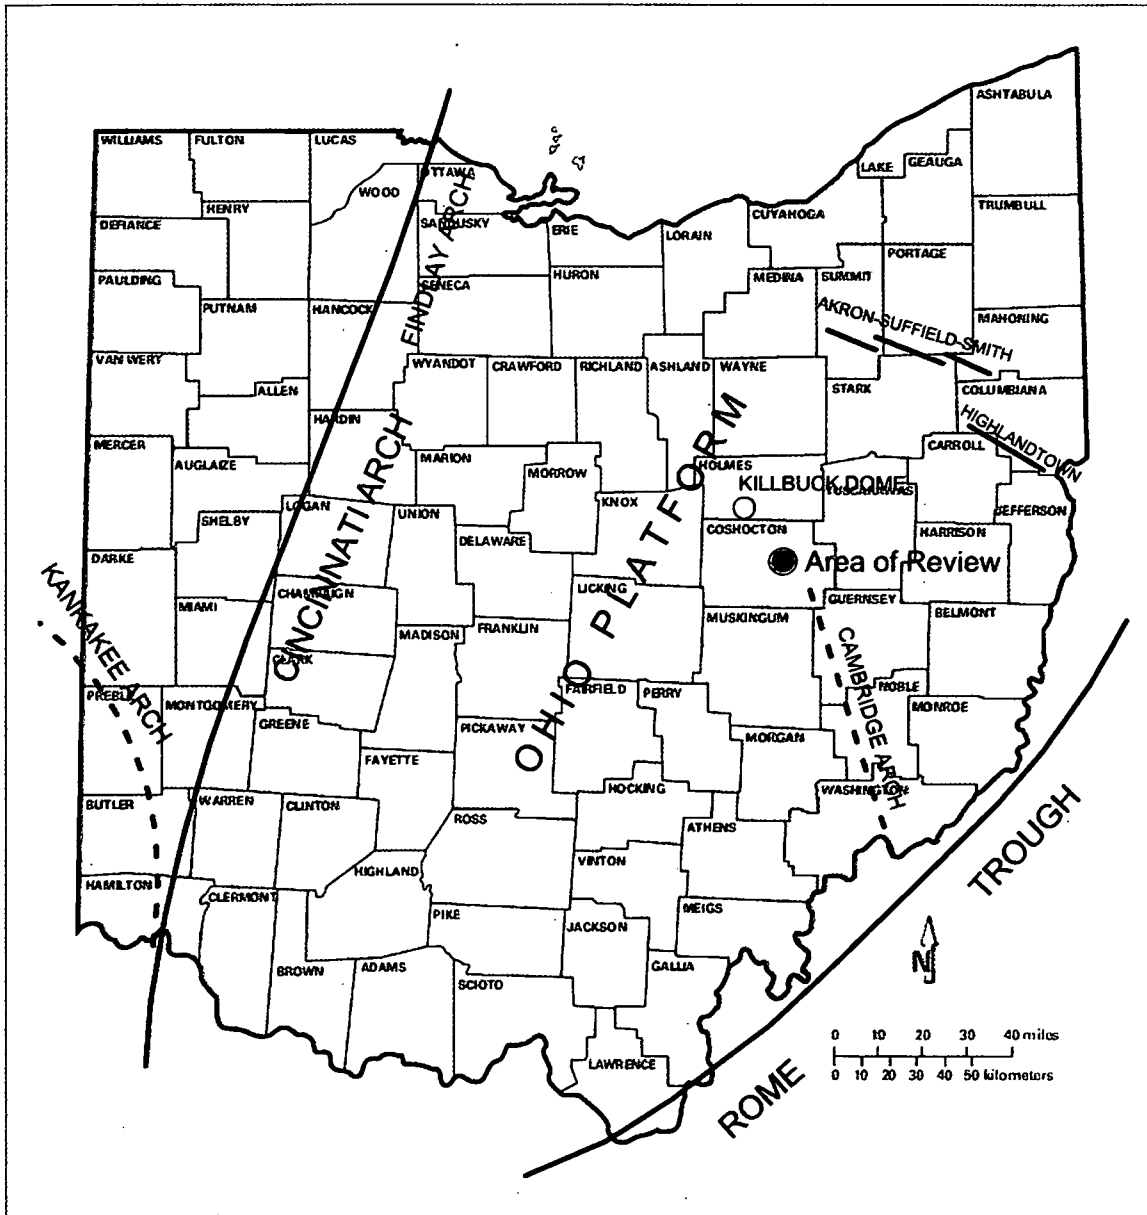 ASHTABULA
WILLIAMS
FULTON
LUCAS
LAKE
GEAUGA
OTTAWA
WOOD
TRUMBULL
HENRY
CUYAHOGA
DEFIANCE
SANDUSKY
ERIE
LORAIN
PORTAGE
FINDLAY ARCH
PAULDING
SENECA
HURON
MEDINA
SUMMIT
PUTNAM
HANCOCK
AKRON-SUFFIELD-SMITH
MAHONING
VAN WERT
WYANDOT
CRAWFORD
RICHLAND
ASHLAND
WAYNE
ALLEN
STARK
COLUMBIANA
HARDIN
HIGHLANDTOWN
MERCER
CARROLL
AUGLAIZE
MARION
MORROW
HOLMES
KILLBUCK DOME
TUSCARAWAS
LOGAN
UNION
KNOX
JEFFERSON
SHELBY
COSHOCTON
HARRISON
DELAWARE
CINCINNATI ARCH
OHIO PLATFORM
DARKE
Area of Review
KANKAKEE ARCH
CHAMPAIGN
LICKING
GUERNSEY
MIAMI
BELMONT
MUSKINGUM
FRANKLIN
MADISON
CLARK
CAMBRIDGE ARCH
PREBLE
FAIRFIELD
PERRY
NOBLE
MONTGOMERY
MONROE
GREENE
PICKAWAY
MORGAN
FAYETTE
HOCKING
WASHINGTON
BUTLER
WARREN
CLINTON
ROSS
ATHENS
VINTON
HIGHLAND
HAMILTON
CLERMONT
MEIGS
PIKE
JACKSON
BROWN
ADAMS
GALLIA
SCIOTO
N
LAWRENCE
ROME TROUGH
0 10 20 30 40 miles
0 10 20 30 40 50 kilometers